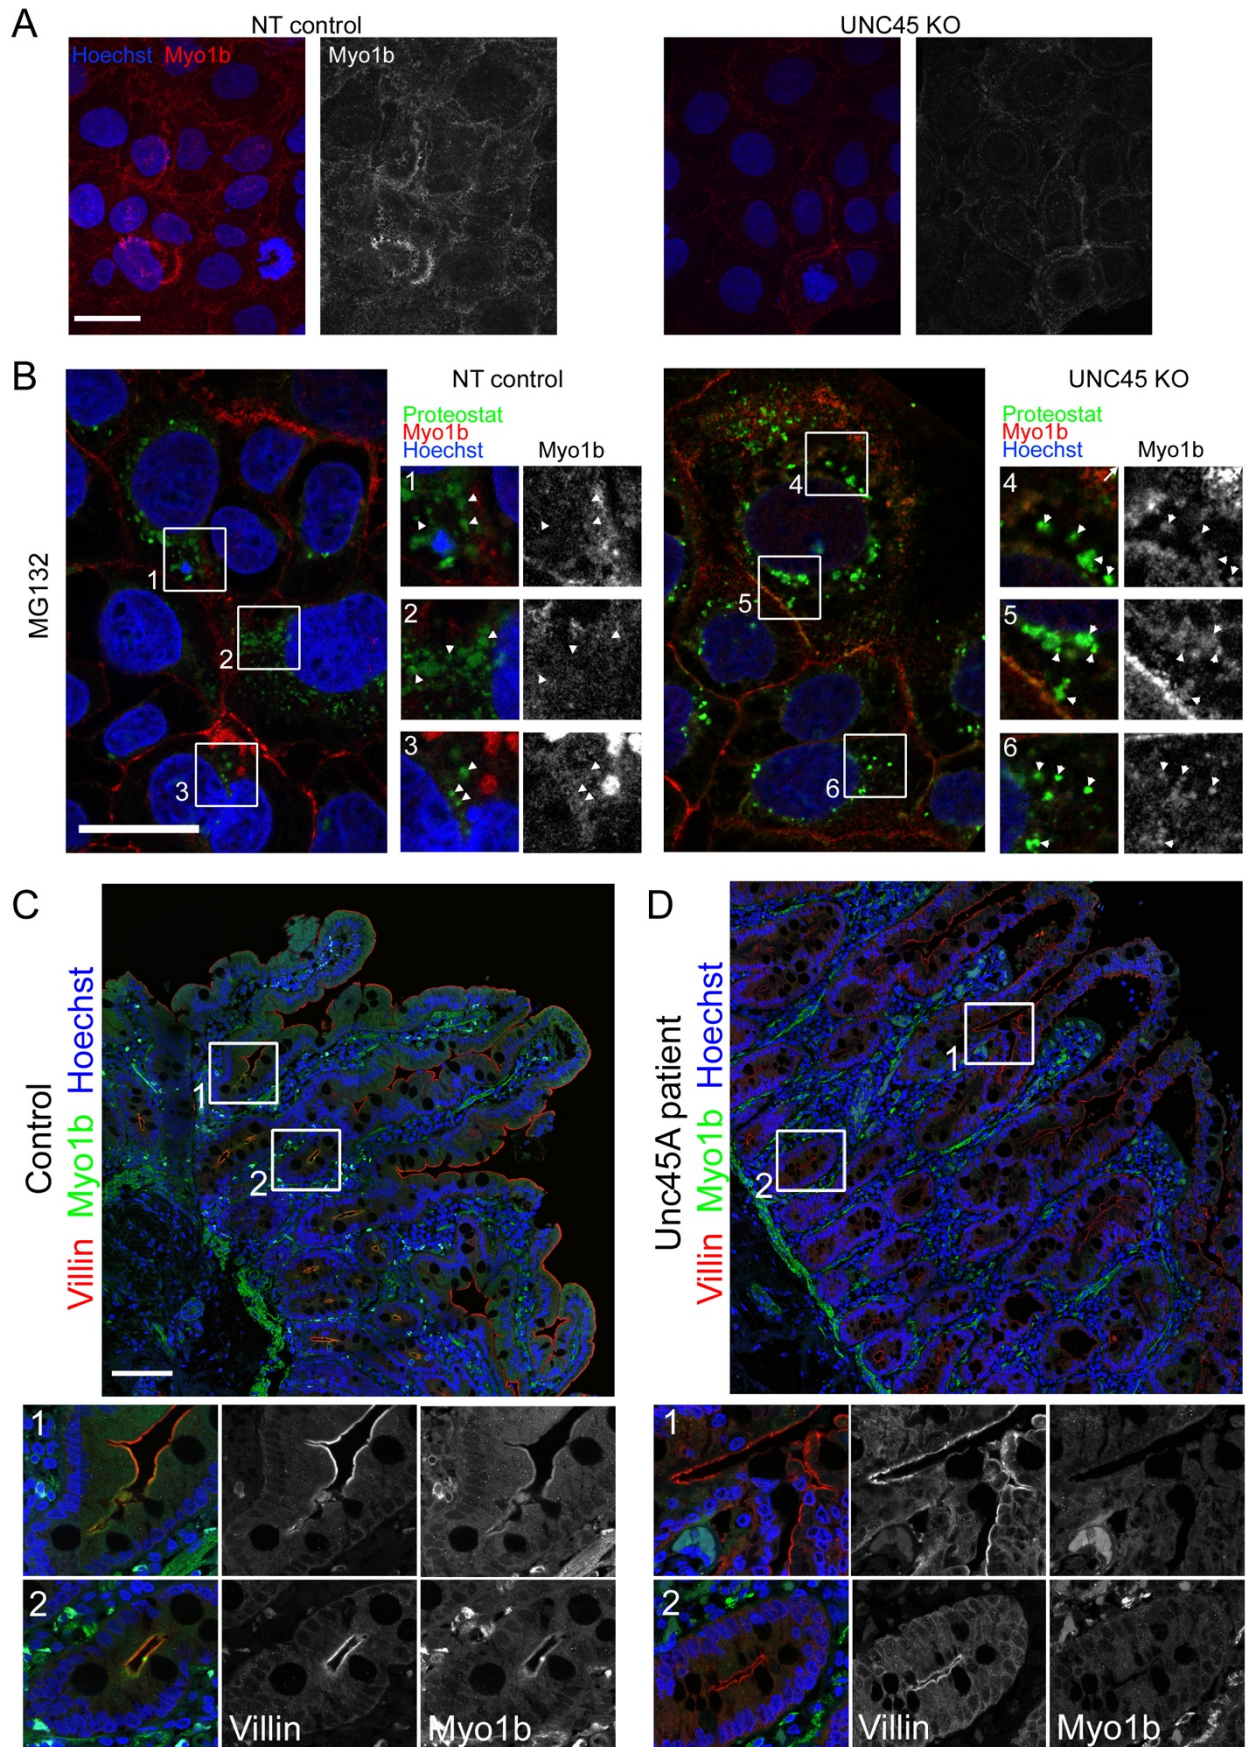 A
NT control
UNC45 KO
Hoechst Myo1b
Myo1b
B
MG132
NT control
UNC45 KO
Proteostat
Myo1b
Hoechst
Myo1b
Proteostat
Myo1b
Hoechst
Myo1b
1
2
3
1
2
3
4
5
6
4
5
6
C
Control
Villin Myo1b Hoechst
1
2
D
Unc45A patient
Villin Myo1b Hoechst
1
2
1
2
Villin
Myo1b
1
2
Villin
Myo1b